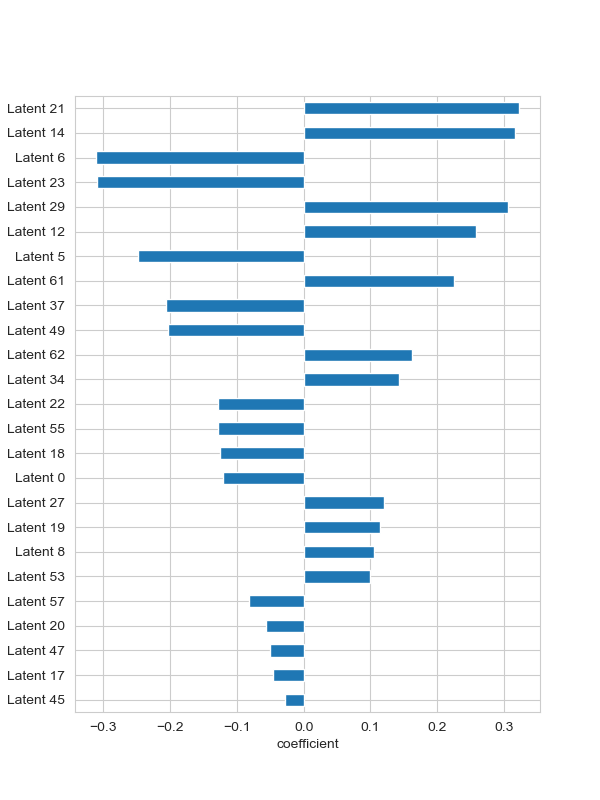 Latent 21
Latent 14
Latent 6
Latent 23
Latent 29
Latent 12
Latent 5
Latent 61
Latent 37
Latent 49
Latent 62
Latent 34
Latent 22
Latent 55
Latent 18
Latent 0
Latent 27
Latent 19
Latent 8
Latent 53
Latent 57
Latent 20
Latent 47
Latent 17
Latent 45
−0.3 −0.2 −0.1 0.0 0.1 0.2 0.3
coefficient